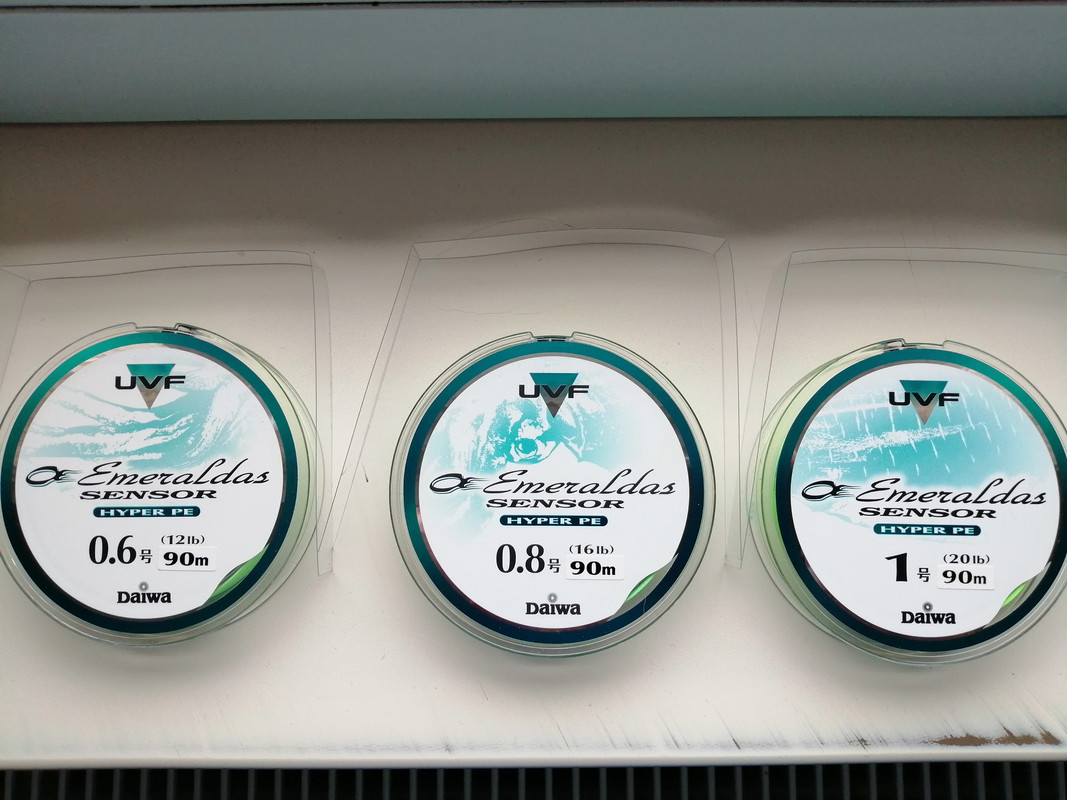 UVF
Emeraldas
SENSOR
HYPER PE
0.6号 (12lb)
90m
Daiwa
UVF
Emeraldas
SENSOR
HYPER PE
0.8号 (16lb)
90m
Daiwa
UVF
Emeraldas
SENSOR
HYPER PE
1号 (20lb)
90m
Daiwa